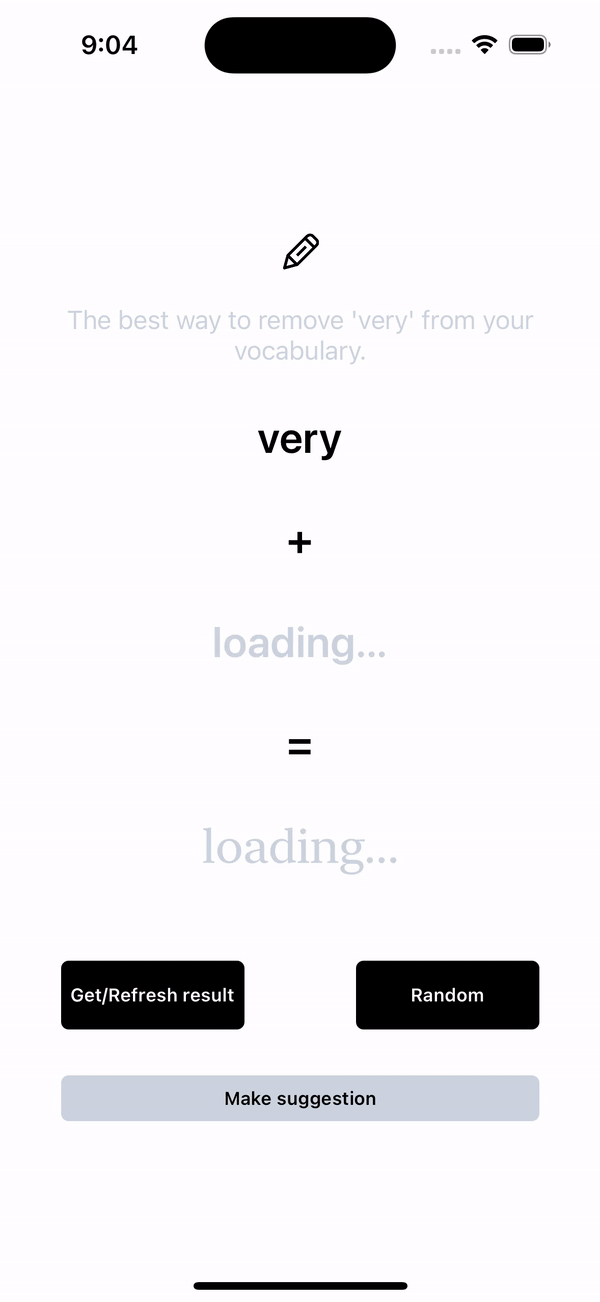 9:04
The best way to remove 'very' from your
vocabulary.
very
+
loading...
=
loading...
Get/Refresh result
Random
Make suggestion